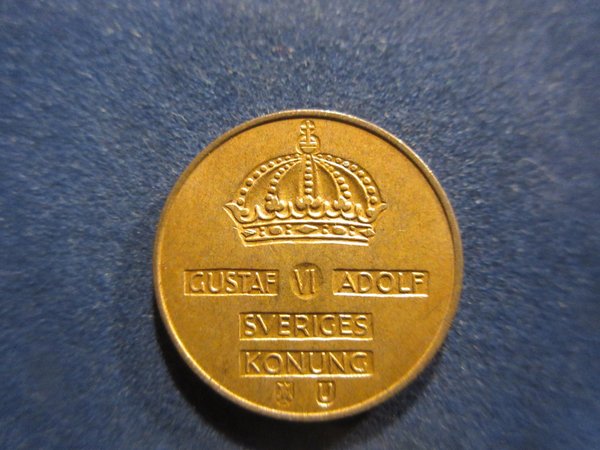 GUSTAF VI ADOLF
SVERIGES
KONUNG
U